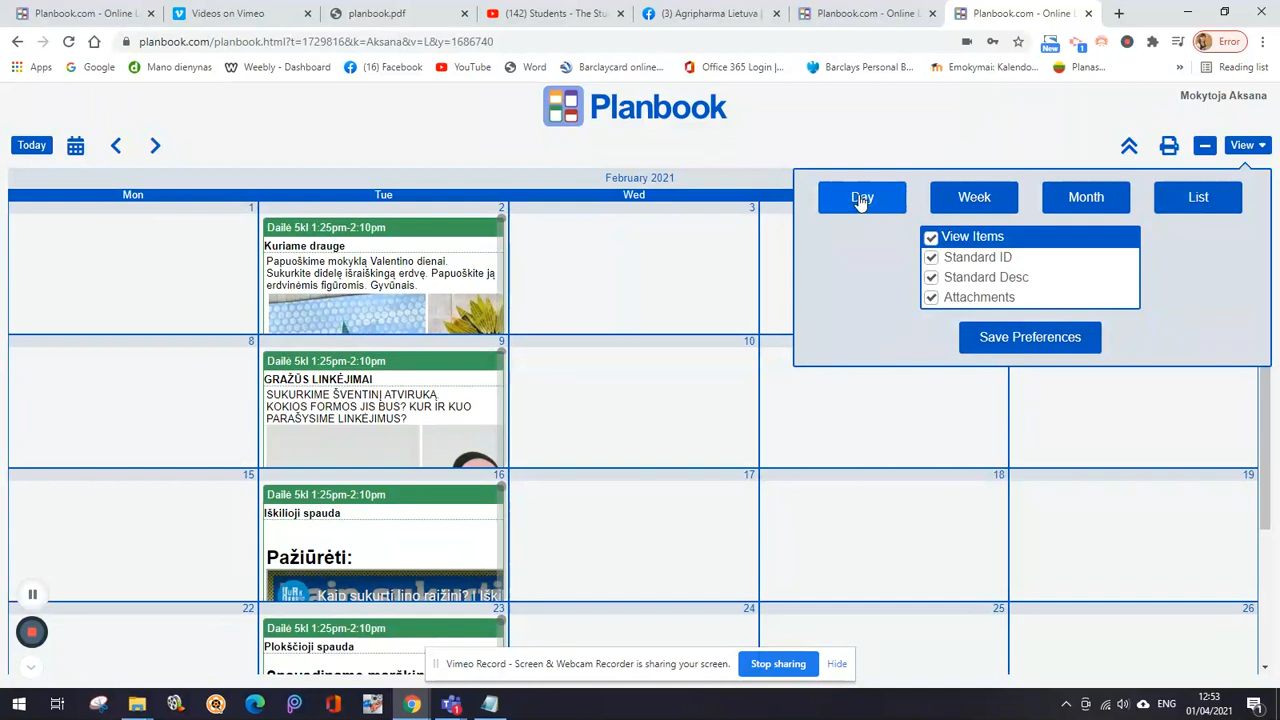 Planbook.com - Online L
Videos on Vimeo
planbook.pdf
(142) Students - The Stu
(3) Agripharma Lietuva |
Planbook.com - Online L
Planbook.com - Online L
planbook.com/planbook.html?t=1729816&k=Aksana&v=L&y=1686740
New
1
Error
Apps
Google
Mano dienynas
Weebly - Dashboard
(16) Facebook
YouTube
Word
Barclaycard online...
Office 365 Login |...
Barclays Personal B...
Emokymai: Kalendo...
Planas...
Reading list
Planbook
Mokytoja Aksana
Today
View
February 2021
Mon
Tue
Wed
Day
Week
Month
List
View Items
Standard ID
Standard Desc
Attachments
Save Preferences
1
2
3
Dailė 5kl 1:25pm-2:10pm
Kuriame drauge
Papuoškime mokyklą Valentino dienai.
Sukurkite didelę išraiškingą erdvę. Papuoškite ją
erdvinėmis figūromis. Gyvūnais.
8
9
10
Dailė 5kl 1:25pm-2:10pm
GRAŽŪS LINKĖJIMAI
SUKURKIME ŠVENTINĮ ATVIRUKĄ
KOKIOS FORMOS JIS BUS? KUR IR KUO
PARAŠYSIME LINKĖJIMUS?
15
16
17
18
19
Dailė 5kl 1:25pm-2:10pm
Iškilioji spauda
Pažiūrėti:
Kaip sukurti lino raižinį? | Iški
22
23
24
25
26
Dailė 5kl 1:25pm-2:10pm
Plokščioji spauda
Vimeo Record - Screen & Webcam Recorder is sharing your screen.
Stop sharing
Hide
ENG
12:53
01/04/2021
1